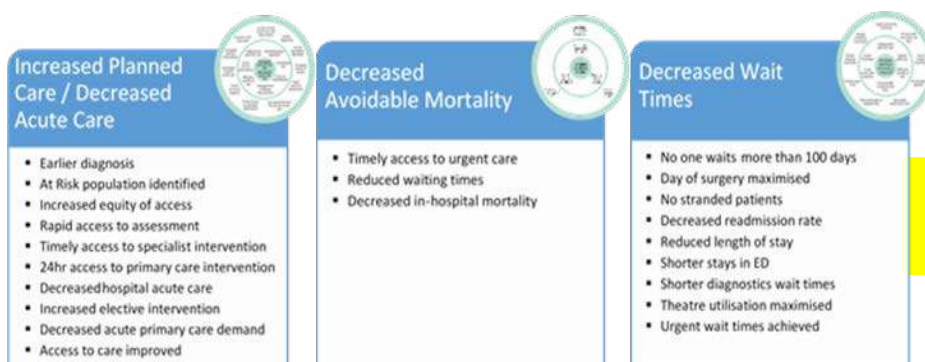 Increased Planned
Care / Decreased
Acute Care
▪ Earlier diagnosis
▪ At Risk population identified
▪ Increased equity of access
▪ Rapid access to assessment
▪ Timely access to specialist intervention
▪ 24hr access to primary care intervention
▪ Decreasedhospital acute care
▪ Increased elective intervention
▪ Decreased acute primary care demand
▪ Access to care improved
Decreased
Avoidable Mortality
▪ Timely access to urgent care
▪ Reduced waiting times
▪ Decreased in-hospital mortality
Decreased Wait
Times
▪ No one waits more than 100 days
▪ Day of surgery maximised
▪ No stranded patients
▪ Decreased readmission rate
▪ Reduced length of stay
▪ Shorter stays in ED
▪ Shorter diagnostics wait times
▪ Theatre utilisation maximised
▪ Urgent wait times achieved